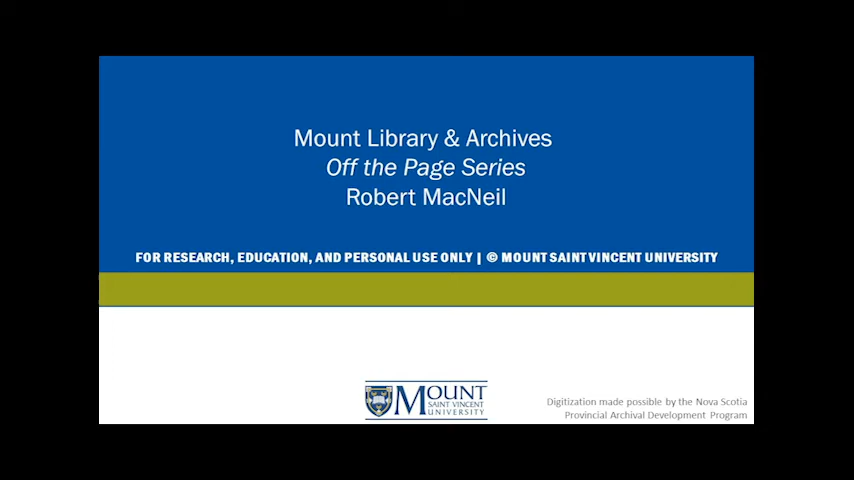 Mount Library & Archives
Off the Page Series
Robert MacNeil
FOR RESEARCH, EDUCATION, AND PERSONAL USE ONLY | © MOUNT SAINT VINCENT UNIVERSITY
MOUNT
SAINT VINCENT
UNIVERSITY
Digitization made possible by the Nova Scotia
Provincial Archival Development Program